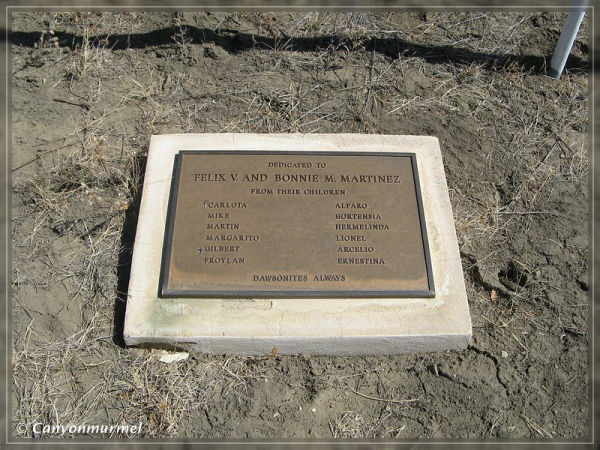 DEDICATED TO
FELIX V. AND BONNIE M. MARTINEZ
FROM THEIR CHILDREN
†CARLOTA ALFARO
MIKE HORTENSIA
MARTIN HERMELINDA
MARGARITO LIONEL
†GILBERT ARCELIO
FROYLAN ERNESTINA
DAWSONITES ALWAYS
© Canyonmurmel